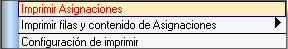 Imprimir Asignaciones
Imprimir filas y contenido de Asignaciones
Configuración de imprimir